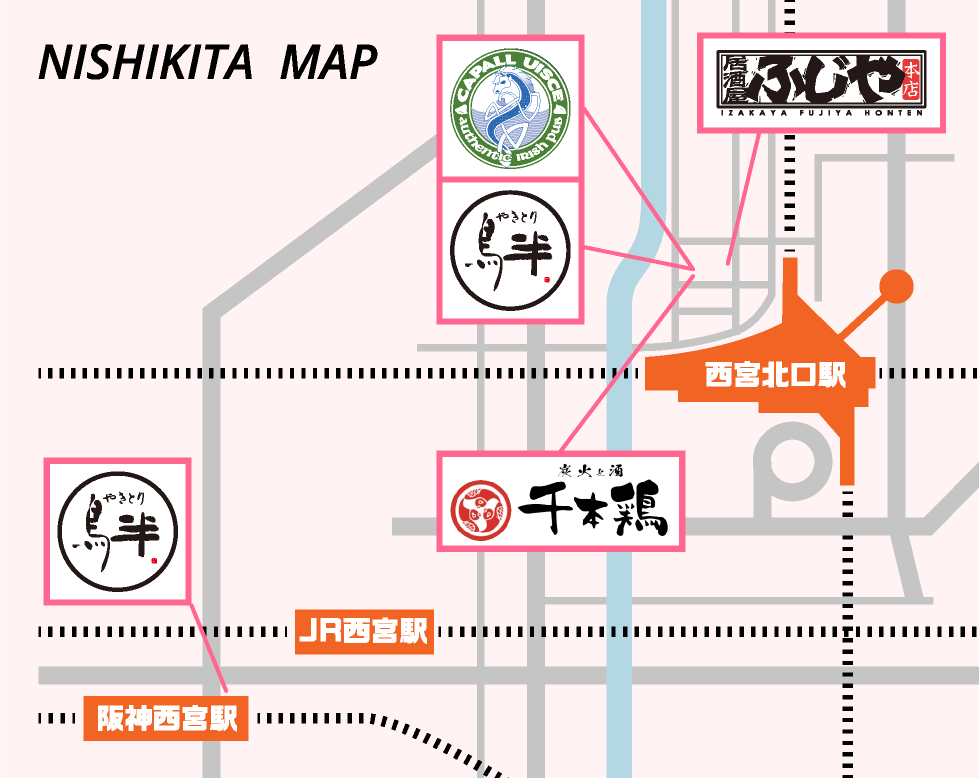 NISHIKITA MAP
CAPALL UISCE
authentic irish pub
居酒屋
ふじや
本店
IZAKAYA FUJIYA HONTEN
やきとり
鳥半
西宮北口駅
炭火と酒
千本鶏
やきとり
鳥半
JR西宮駅
阪神西宮駅